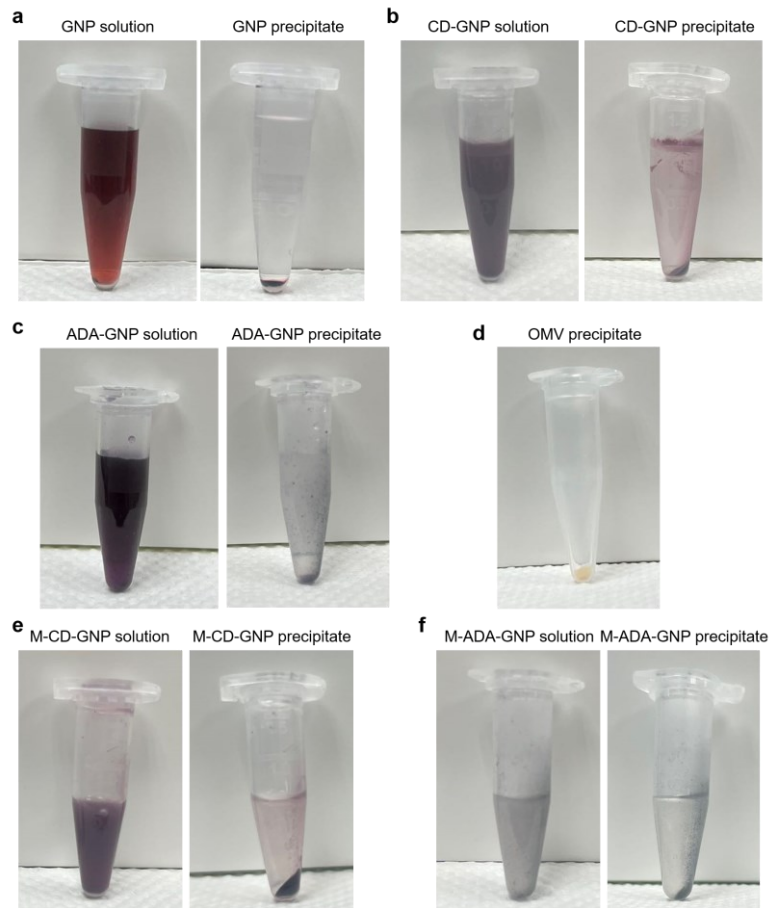 a
GNP solution GNP precipitate
b
CD-GNP solution CD-GNP precipitate
c
ADA-GNP solution ADA-GNP precipitate
d
OMV precipitate
e
M-CD-GNP solution M-CD-GNP precipitate
f
M-ADA-GNP solution M-ADA-GNP precipitate